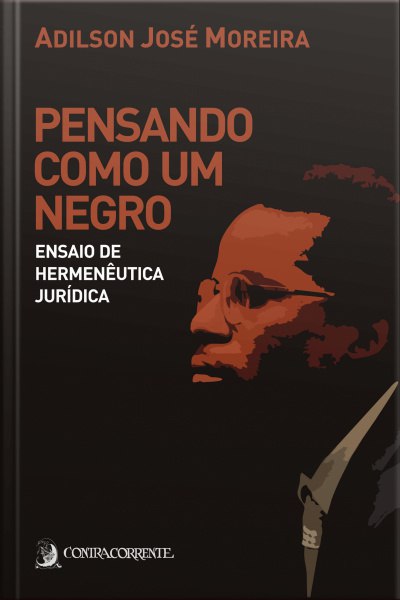 ADILSON JOSÉ MOREIRA
PENSANDO
COMO UM
NEGRO
ENSAIO DE
HERMENÊUTICA
JURÍDICA
CONTRACORRENTE